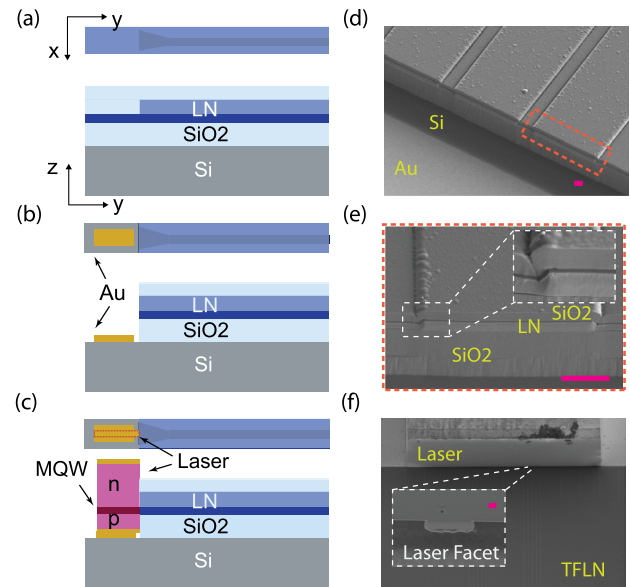 (a)
y
x
LN
SiO2
Si
z
y
(b)
Au
LN
SiO2
Si
(c)
Laser
MQW
n
p
LN
SiO2
Si
(d)
Si
Au
(e)
SiO2
LN
SiO2
(f)
Laser
Laser Facet
TFLN